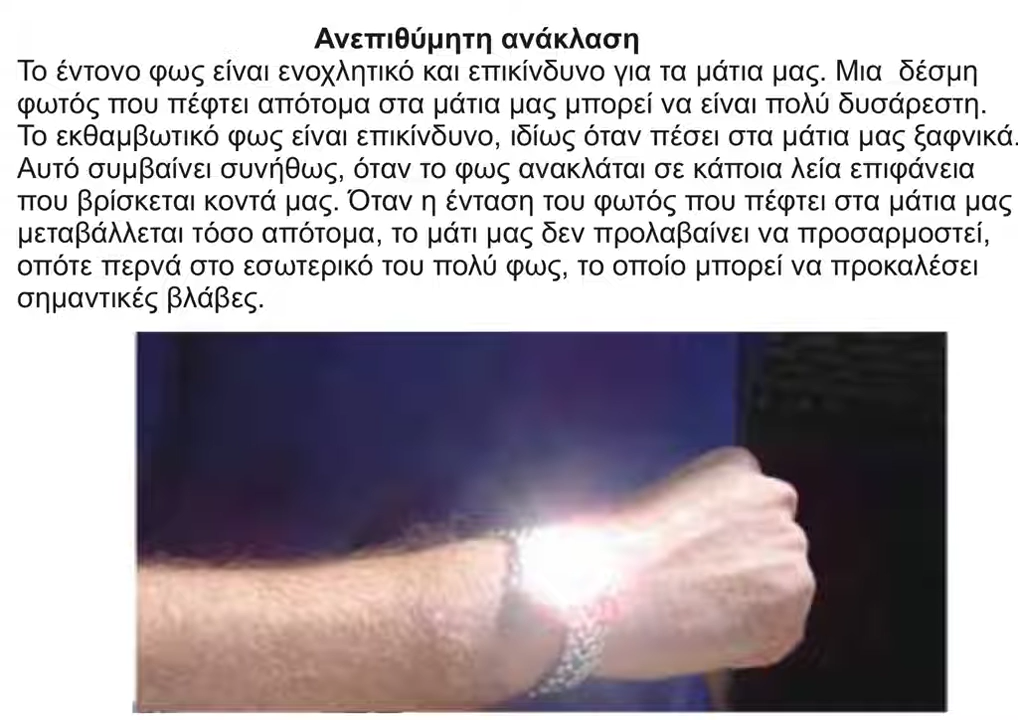 Ανεπιθύμητη ανάκλαση
Το έντονο φως είναι ενοχλητικό και επικίνδυνο για τα μάτια μας. Μια δέσμη
φωτός που πέφτει απότομα στα μάτια μας μπορεί να είναι πολύ δυσάρεστη.
Το εκθαμβωτικό φως είναι επικίνδυνο, ιδίως όταν πέσει στα μάτια μας ξαφνικά.
Αυτό συμβαίνει συνήθως, όταν το φως ανακλάται σε κάποια λεία επιφάνεια
που βρίσκεται κοντά μας. Όταν η ένταση του φωτός που πέφτει στα μάτια μας
μεταβάλλεται τόσο απότομα, το μάτι μας δεν προλαβαίνει να προσαρμοστεί,
οπότε περνά στο εσωτερικό του πολύ φως, το οποίο μπορεί να προκαλέσει
σημαντικές βλάβες.